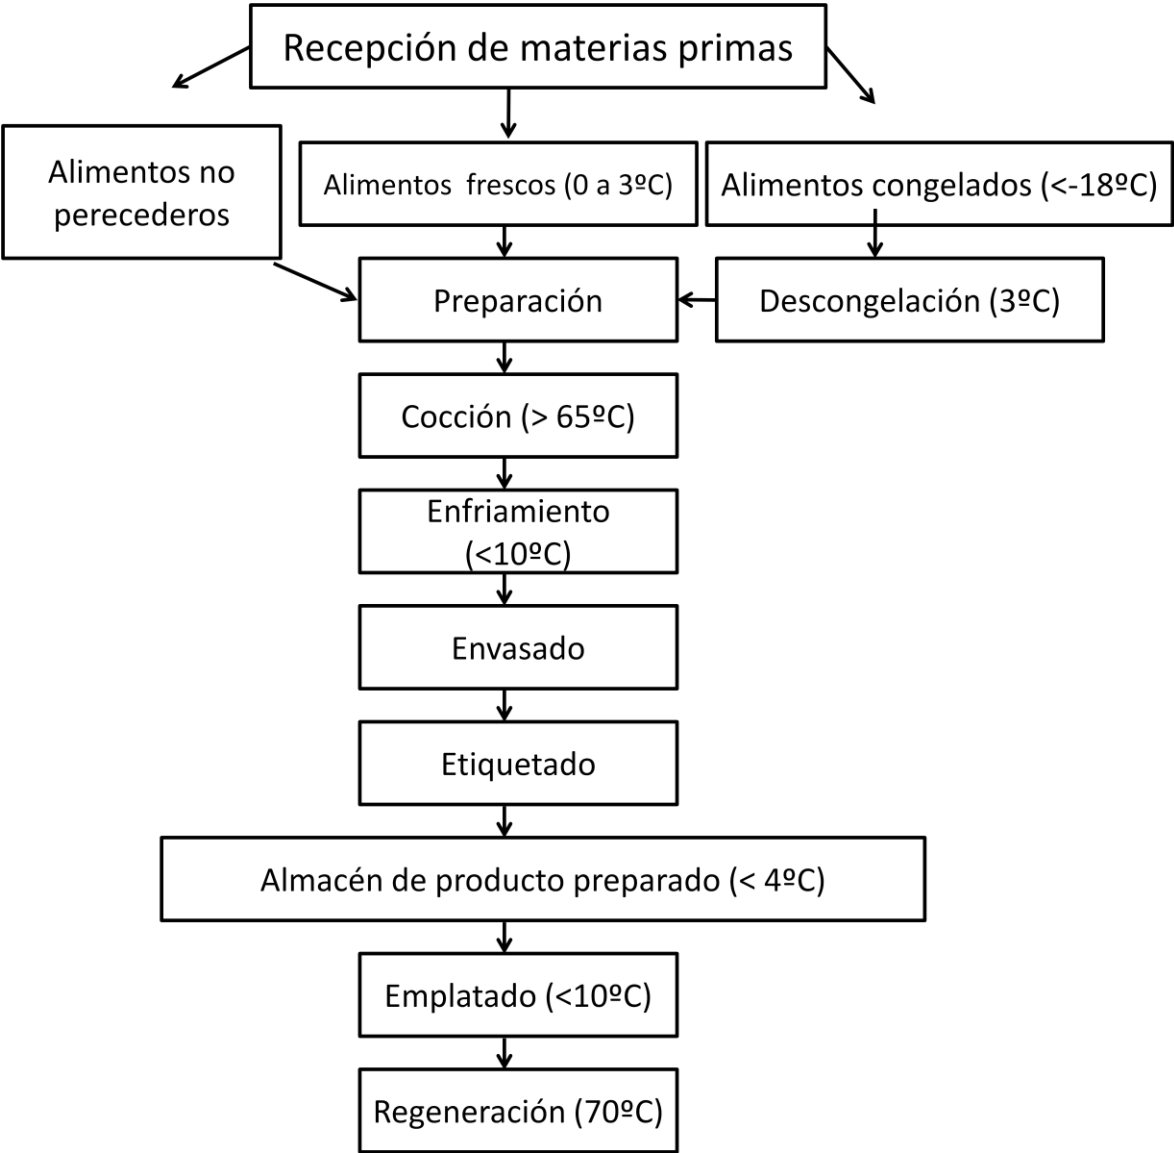 Recepción de materias primas
Alimentos no
perecederos
Alimentos frescos (0 a 3ºC)
Alimentos congelados (<-18ºC)
Preparación
Descongelación (3ºC)
Cocción (> 65ºC)
Enfriamiento
(<10ºC)
Envasado
Etiquetado
Almacén de producto preparado (< 4ºC)
Emplatado (<10ºC)
Regeneración (70ºC)